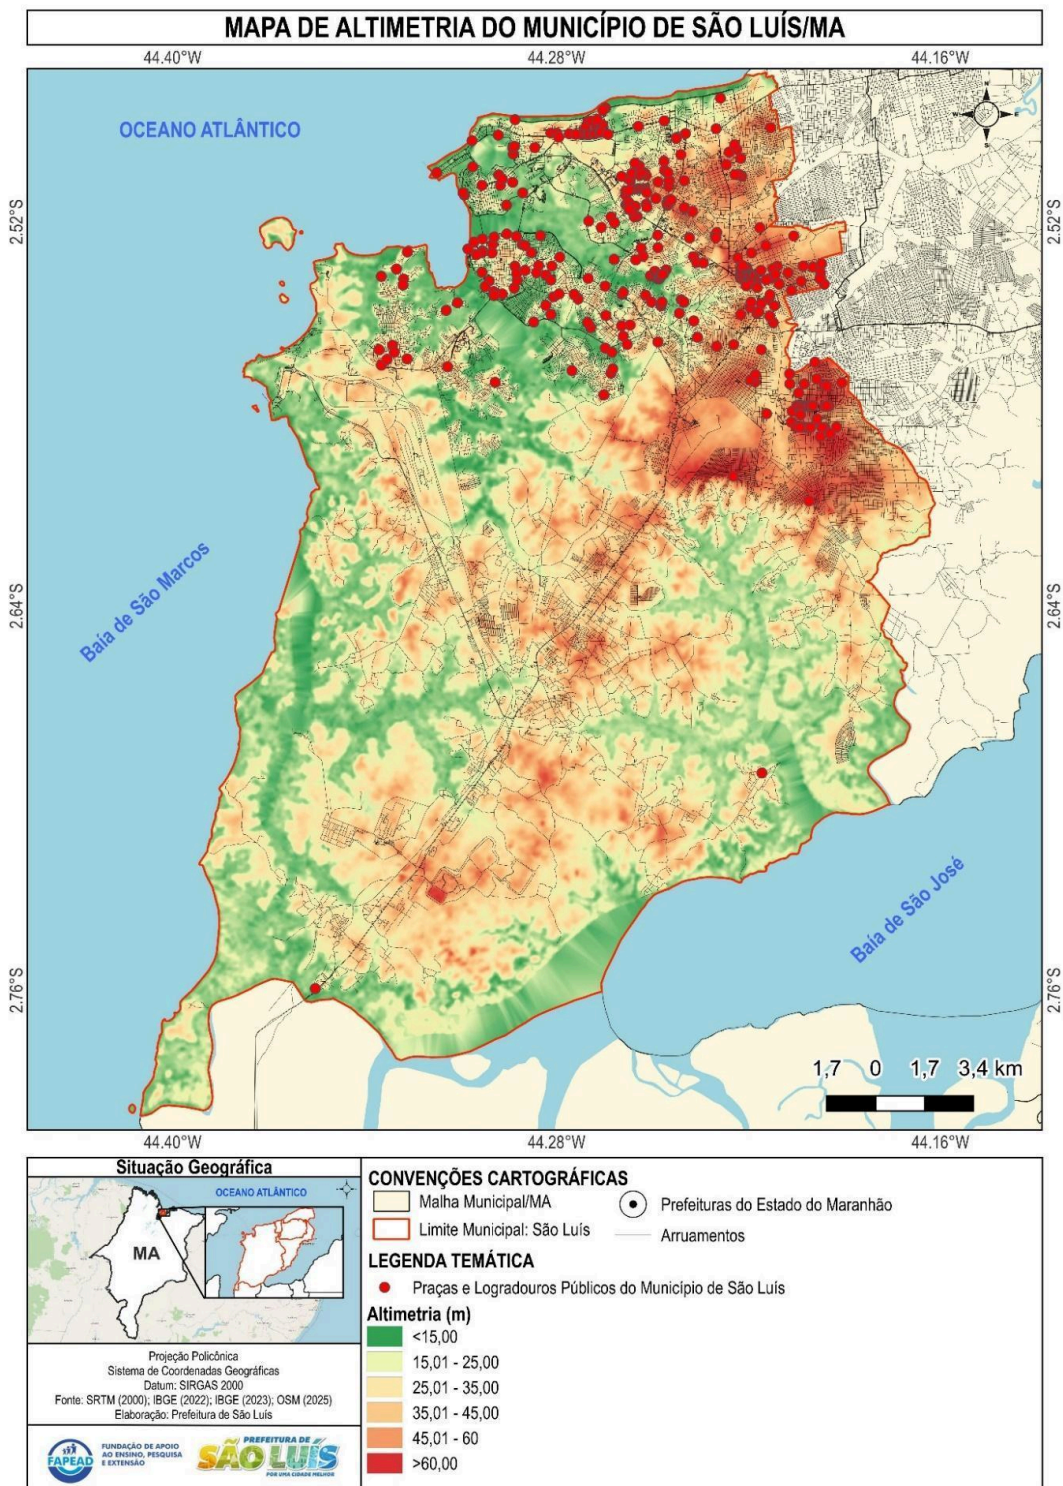 MAPA DE ALTIMETRIA DO MUNICÍPIO DE SÃO LUÍS/MA
44.40°W 44.28°W 44.16°W
OCEANO ATLÂNTICO
N
W E
S
2.52°S 2.52°S
Baía de São Marcos
2.64°S 2.64°S
Baía de São José
2.76°S 2.76°S
1,7 0 1,7 3,4 km
44.40°W 44.28°W 44.16°W
Situação Geográfica
OCEANO ATLÂNTICO
MA
Projeção Policônica
Sistema de Coordenadas Geográficas
Datum: SIRGAS 2000
Fonte: SRTM (2000); IBGE (2022); IBGE (2023); OSM (2025)
Elaboração: Prefeitura de São Luís
FAPEAD
FUNDAÇÃO DE APOIO
AO ENSINO, PESQUISA
E EXTENSÃO
PREFEITURA DE
SÃO LUÍS
POR UMA CIDADE MELHOR
CONVENÇÕES CARTOGRÁFICAS
Malha Municipal/MA
Prefeituras do Estado do Maranhão
Limite Municipal: São Luís
Arruamentos
LEGENDA TEMÁTICA
Praças e Logradouros Públicos do Município de São Luís
Altimetria (m)
<15,00
15,01 - 25,00
25,01 - 35,00
35,01 - 45,00
45,01 - 60
>60,00